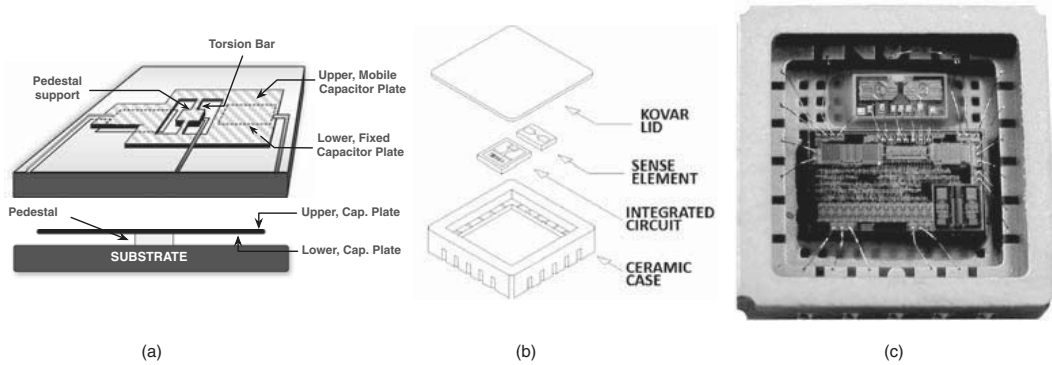 Torsion Bar
Pedestal
support
Upper, Mobile
Capacitor Plate
Lower, Fixed
Capacitor Plate
Pedestal
Upper, Cap. Plate
Lower, Cap. Plate
SUBSTRATE
(a)
KOVAR
LID
SENSE
ELEMENT
INTEGRATED
CIRCUIT
CERAMIC
CASE
(b)
(c)